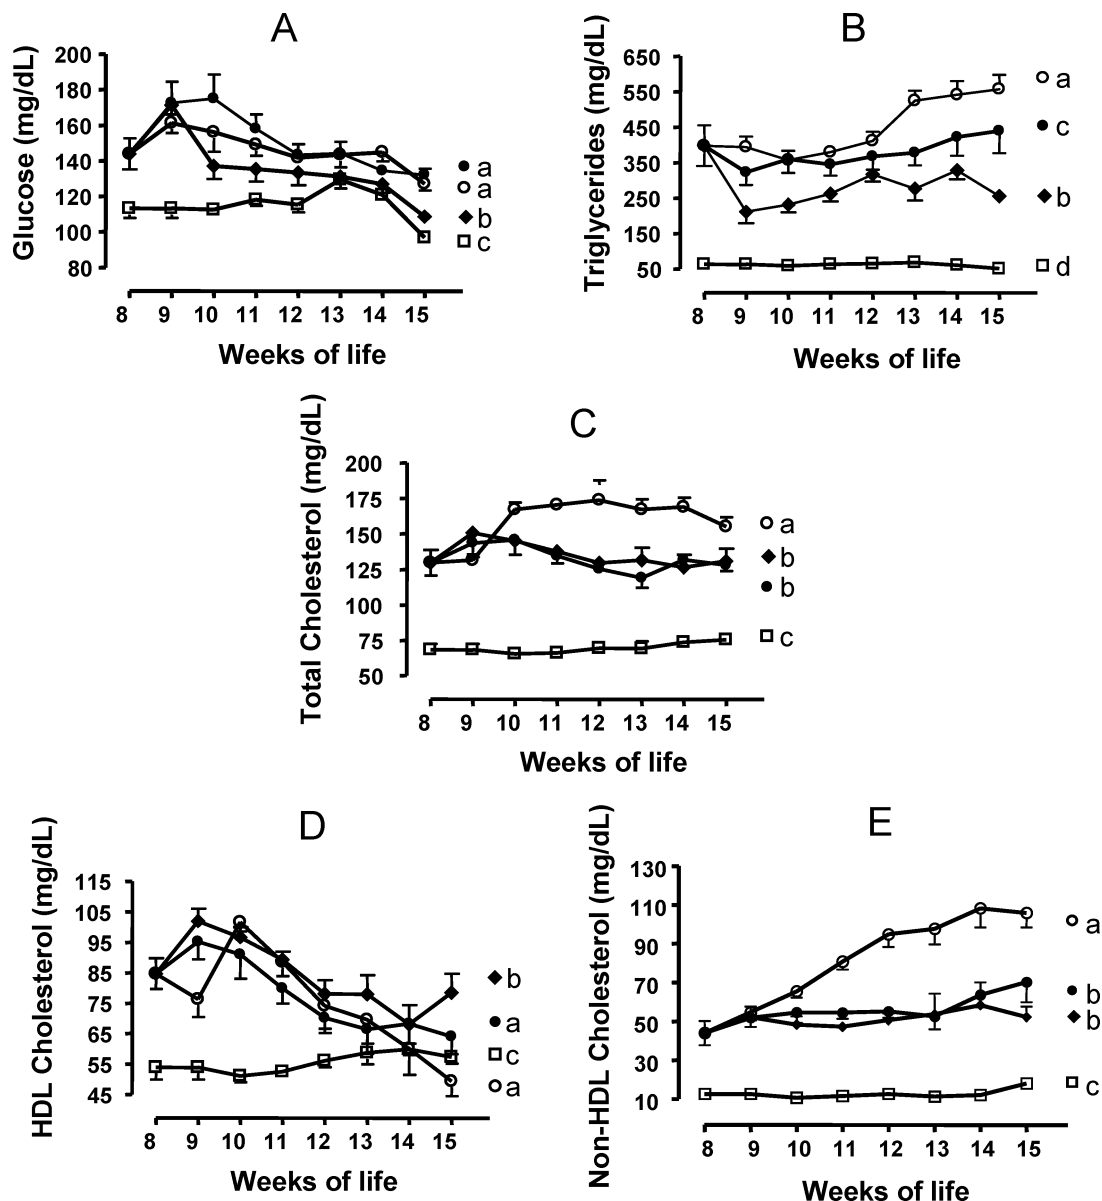 A
Glucose (mg/dL)
200
180
160
140
120
100
80
a
a
b
c
8 9 10 11 12 13 14 15
Weeks of life
B
Triglycerides (mg/dL)
650
550
450
350
250
150
50
a
c
b
d
8 9 10 11 12 13 14 15
Weeks of life
C
Total Cholesterol (mg/dL)
200
175
150
125
100
75
50
a
b
b
c
8 9 10 11 12 13 14 15
Weeks of life
D
HDL Cholesterol (mg/dL)
115
105
95
85
75
65
55
45
b
a
c
a
8 9 10 11 12 13 14 15
Weeks of life
E
Non-HDL Cholesterol (mg/dL)
130
110
90
70
50
30
10
a
b
b
c
8 9 10 11 12 13 14 15
Weeks of life